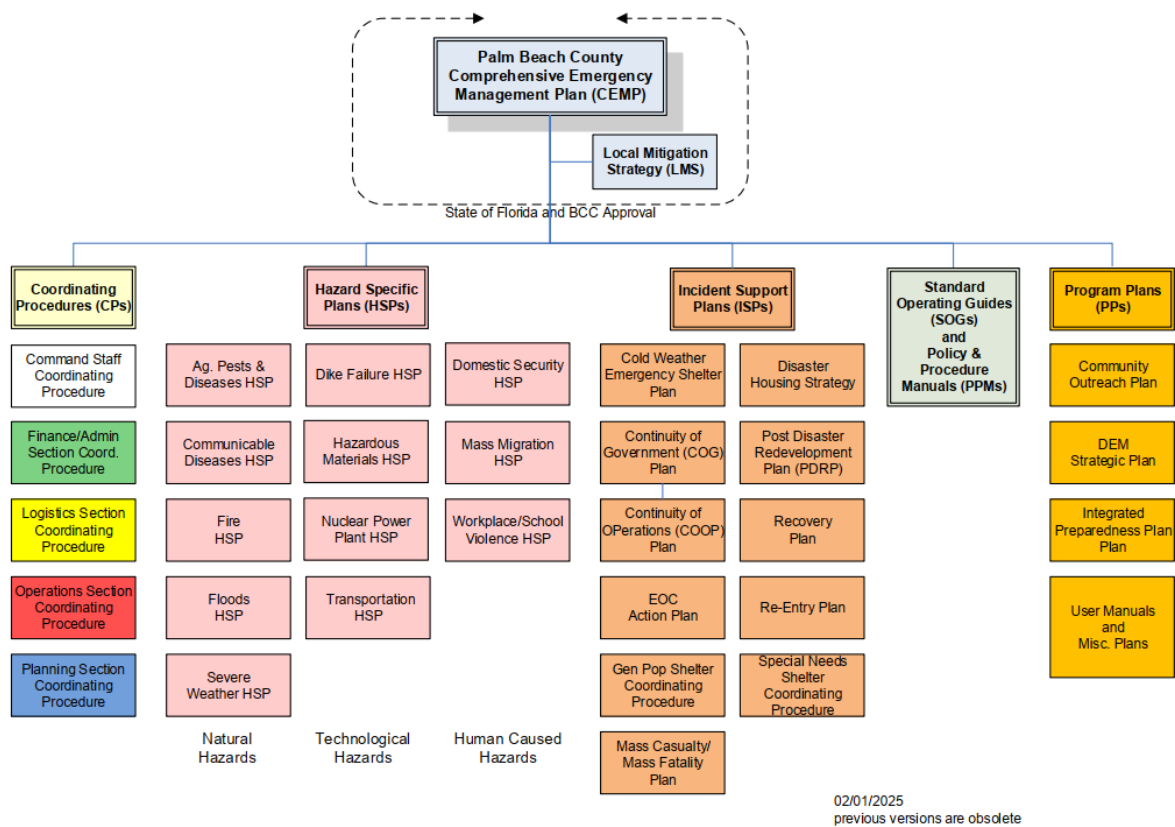 Palm Beach County
Comprehensive Emergency
Management Plan (CEMP)
Local Mitigation
Strategy (LMS)
State of Florida and BCC Approval
Coordinating
Procedures (CPs)
Command Staff
Coordinating
Procedure
Finance/Admin
Section Coord.
Procedure
Logistics Section
Coordinating
Procedure
Operations Section
Coordinating
Procedure
Planning Section
Coordinating
Procedure
Hazard Specific
Plans (HSPs)
Ag. Pests &
Diseases HSP
Communicable
Diseases HSP
Fire
HSP
Floods
HSP
Severe
Weather HSP
Natural
Hazards
Dike Failure HSP
Hazardous
Materials HSP
Nuclear Power
Plant HSP
Transportation
HSP
Technological
Hazards
Domestic Security
HSP
Mass Migration
HSP
Workplace/School
Violence HSP
Human Caused
Hazards
Incident Support
Plans (ISPs)
Cold Weather
Emergency Shelter
Plan
Continuity of
Government (COG)
Plan
Continuity of
OPerations (COOP)
Plan
EOC
Action Plan
Gen Pop Shelter
Coordinating
Procedure
Mass Casualty/
Mass Fatality
Plan
Disaster
Housing Strategy
Post Disaster
Redevelopment
Plan (PDRP)
Recovery
Plan
Re-Entry Plan
Special Needs
Shelter
Coordinating
Procedure
Standard
Operating Guides
(SOGs)
and
Policy &
Procedure
Manuals (PPMs)
Program Plans
(PPs)
Community
Outreach Plan
DEM
Strategic Plan
Integrated
Preparedness Plan
Plan
User Manuals
and
Misc. Plans
02/01/2025
previous versions are obsolete